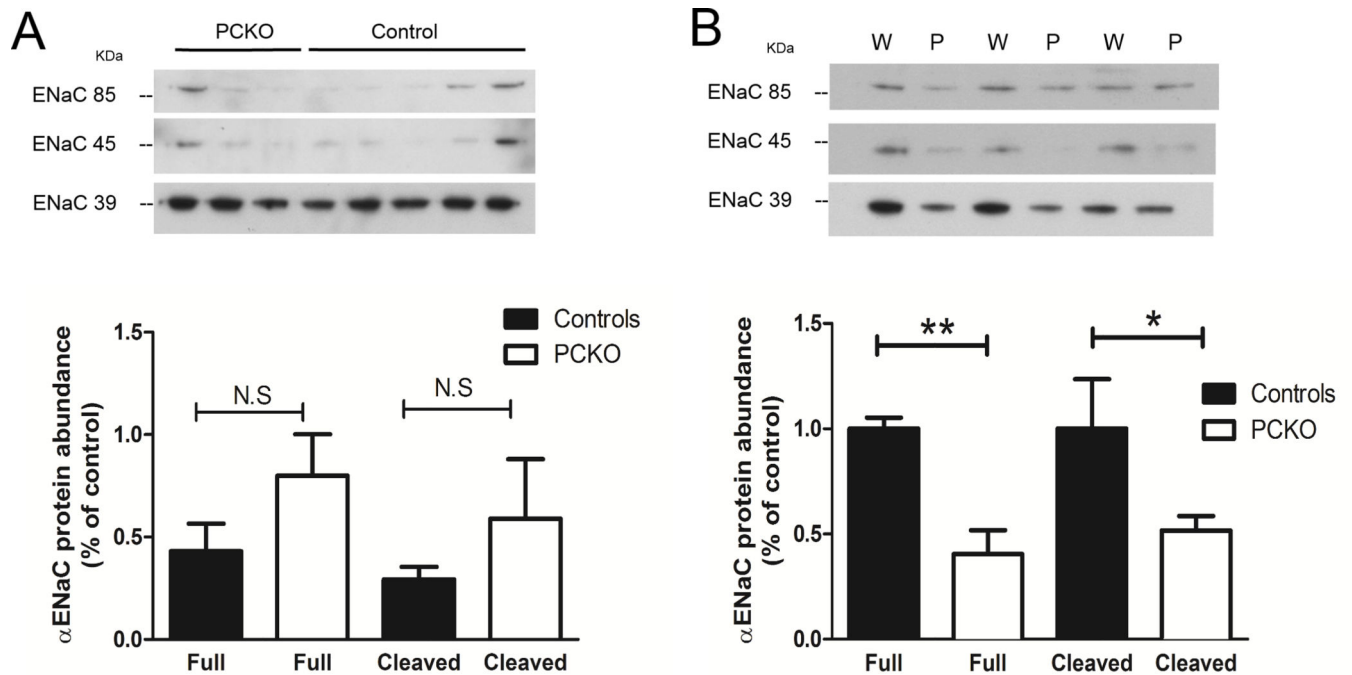 A
PCKO Control
KDa
ENaC 85 --
ENaC 45 --
ENaC 39 --
1.5
1.0
0.5
0.0
αENaC protein abundance
(% of control)
N.S
N.S
Controls
PCKO
Full Full Cleaved Cleaved
B
KDa
W P W P W P
ENaC 85 --
ENaC 45 --
ENaC 39 --
1.5
1.0
0.5
0.0
αENaC protein abundance
(% of control)
**
*
Controls
PCKO
Full Full Cleaved Cleaved